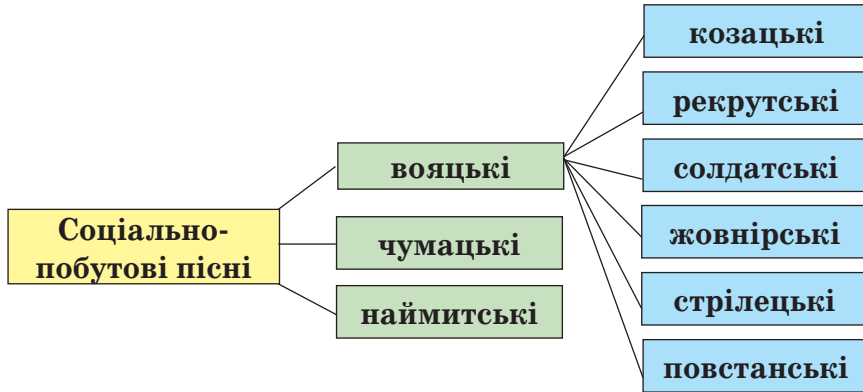 Соціально-
побутові пісні
вояцькі
чумацькі
наймитські
козацькі
рекрутські
солдатські
жовнірські
стрілецькі
повстанські